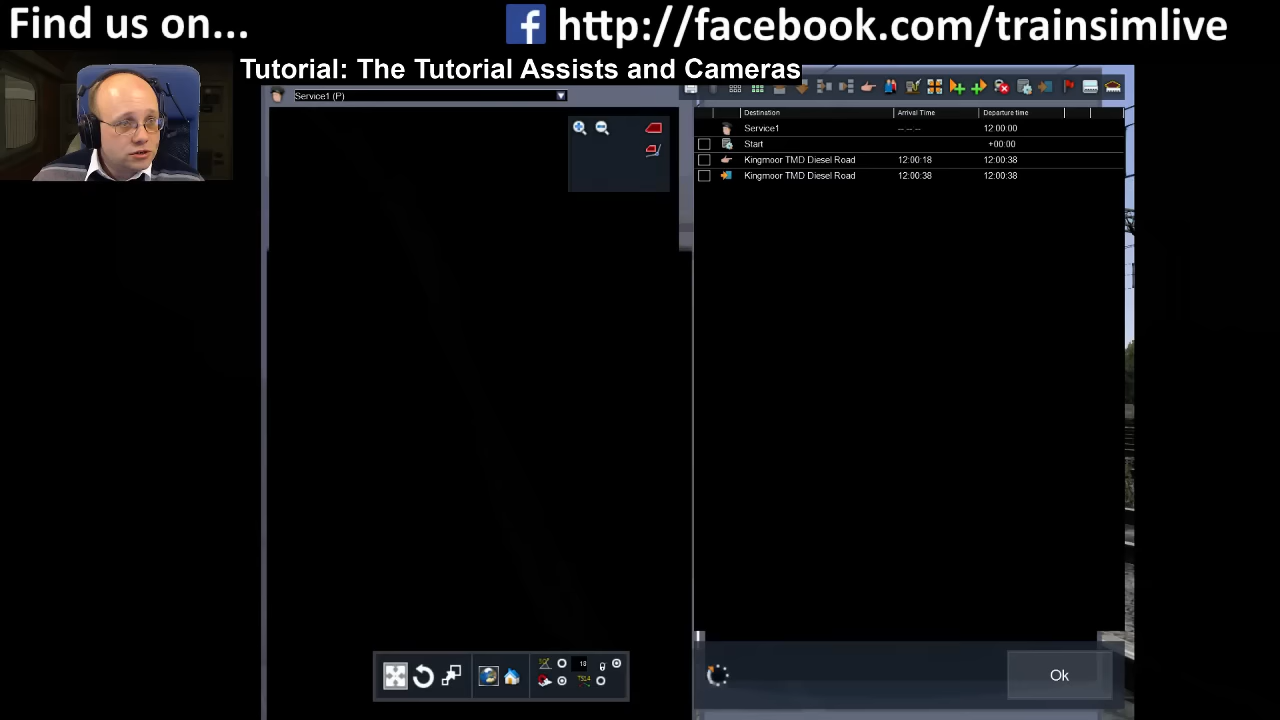 Find us on...
http://facebook.com/trainsimlive
Tutorial: The Tutorial Assists and Cameras
Service1 (P)
Destination Arrival Time Departure time
Service1 --.--.-- 12:00:00
Start +00:00
Kingmoor TMD Diesel Road 12:00:18 12:00:38
Kingmoor TMD Diesel Road 12:00:38 12:00:38
18
Ok